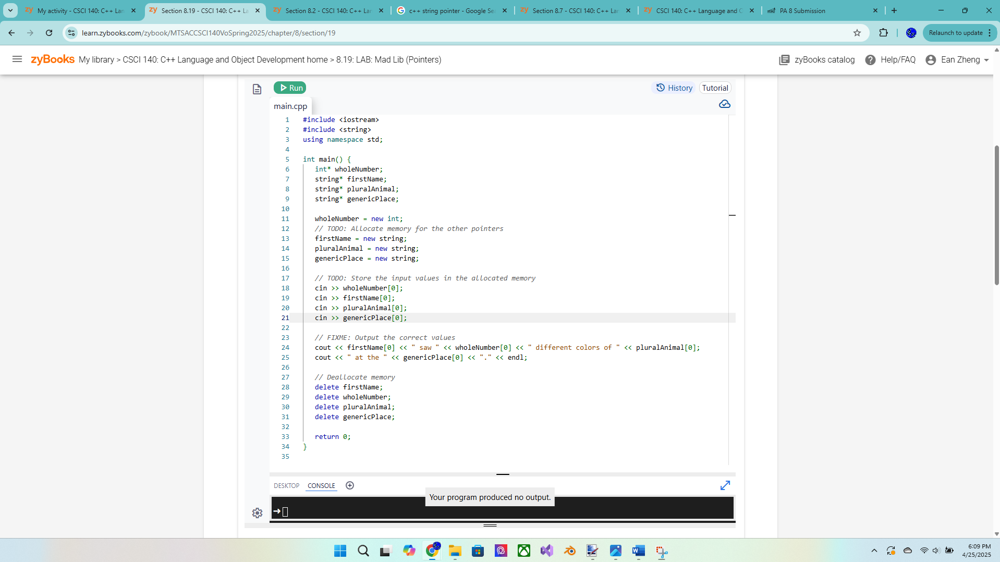 My activity - CSCI 140: C++ Lan
Section 8.19 - CSCI 140: C++ La
Section 8.2 - CSCI 140: C++ Lan
c++ string pointer - Google Sea
Section 8.7 - CSCI 140: C++ Lan
CSCI 140: C++ Language and O
PA 8 Submission
learn.zybooks.com/zybook/MTSACCSCI140VoSpring2025/chapter/8/section/19
Relaunch to update
zyBooks My library > CSCI 140: C++ Language and Object Development home > 8.19: LAB: Mad Lib (Pointers)
zyBooks catalog
Help/FAQ
Ean Zheng
Run
History
Tutorial
main.cpp
1 #include <iostream>
2 #include <string>
3 using namespace std;
4
5 int main() {
6 int* wholeNumber;
7 string* firstName;
8 string* pluralAnimal;
9 string* genericPlace;
10
11 wholeNumber = new int;
12 // TODO: Allocate memory for the other pointers
13 firstName = new string;
14 pluralAnimal = new string;
15 genericPlace = new string;
16
17 // TODO: Store the input values in the allocated memory
18 cin >> wholeNumber[0];
19 cin >> firstName[0];
20 cin >> pluralAnimal[0];
21 cin >> genericPlace[0];
22
23 // FIXME: Output the correct values
24 cout << firstName[0] << " saw " << wholeNumber[0] << " different colors of " << pluralAnimal[0];
25 cout << " at the " << genericPlace[0] << "." << endl;
26
27 // Deallocate memory
28 delete firstName;
29 delete wholeNumber;
30 delete pluralAnimal;
31 delete genericPlace;
32
33 return 0;
34 }
35
DESKTOP
CONSOLE
Your program produced no output.
6:09 PM
4/25/2025